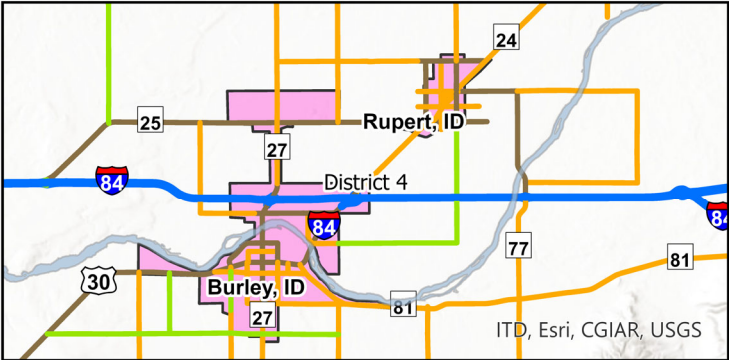 24
25
Rupert, ID
27
84
District 4
84
84
77
81
30
Burley, ID
81
27
ITD, Esri, CGIAR, USGS